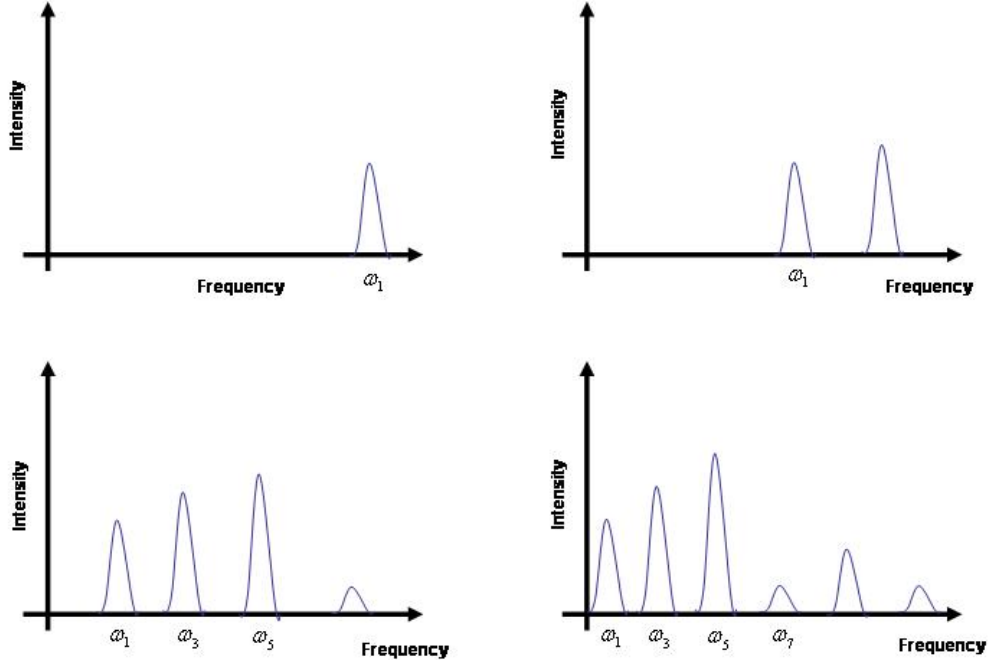 Intensity
Frequency
ω₁
Intensity
ω₁
Frequency
Intensity
ω₁ ω₃ ω₅
Frequency
Intensity
ω₁ ω₃ ω₅ ω₇
Frequency